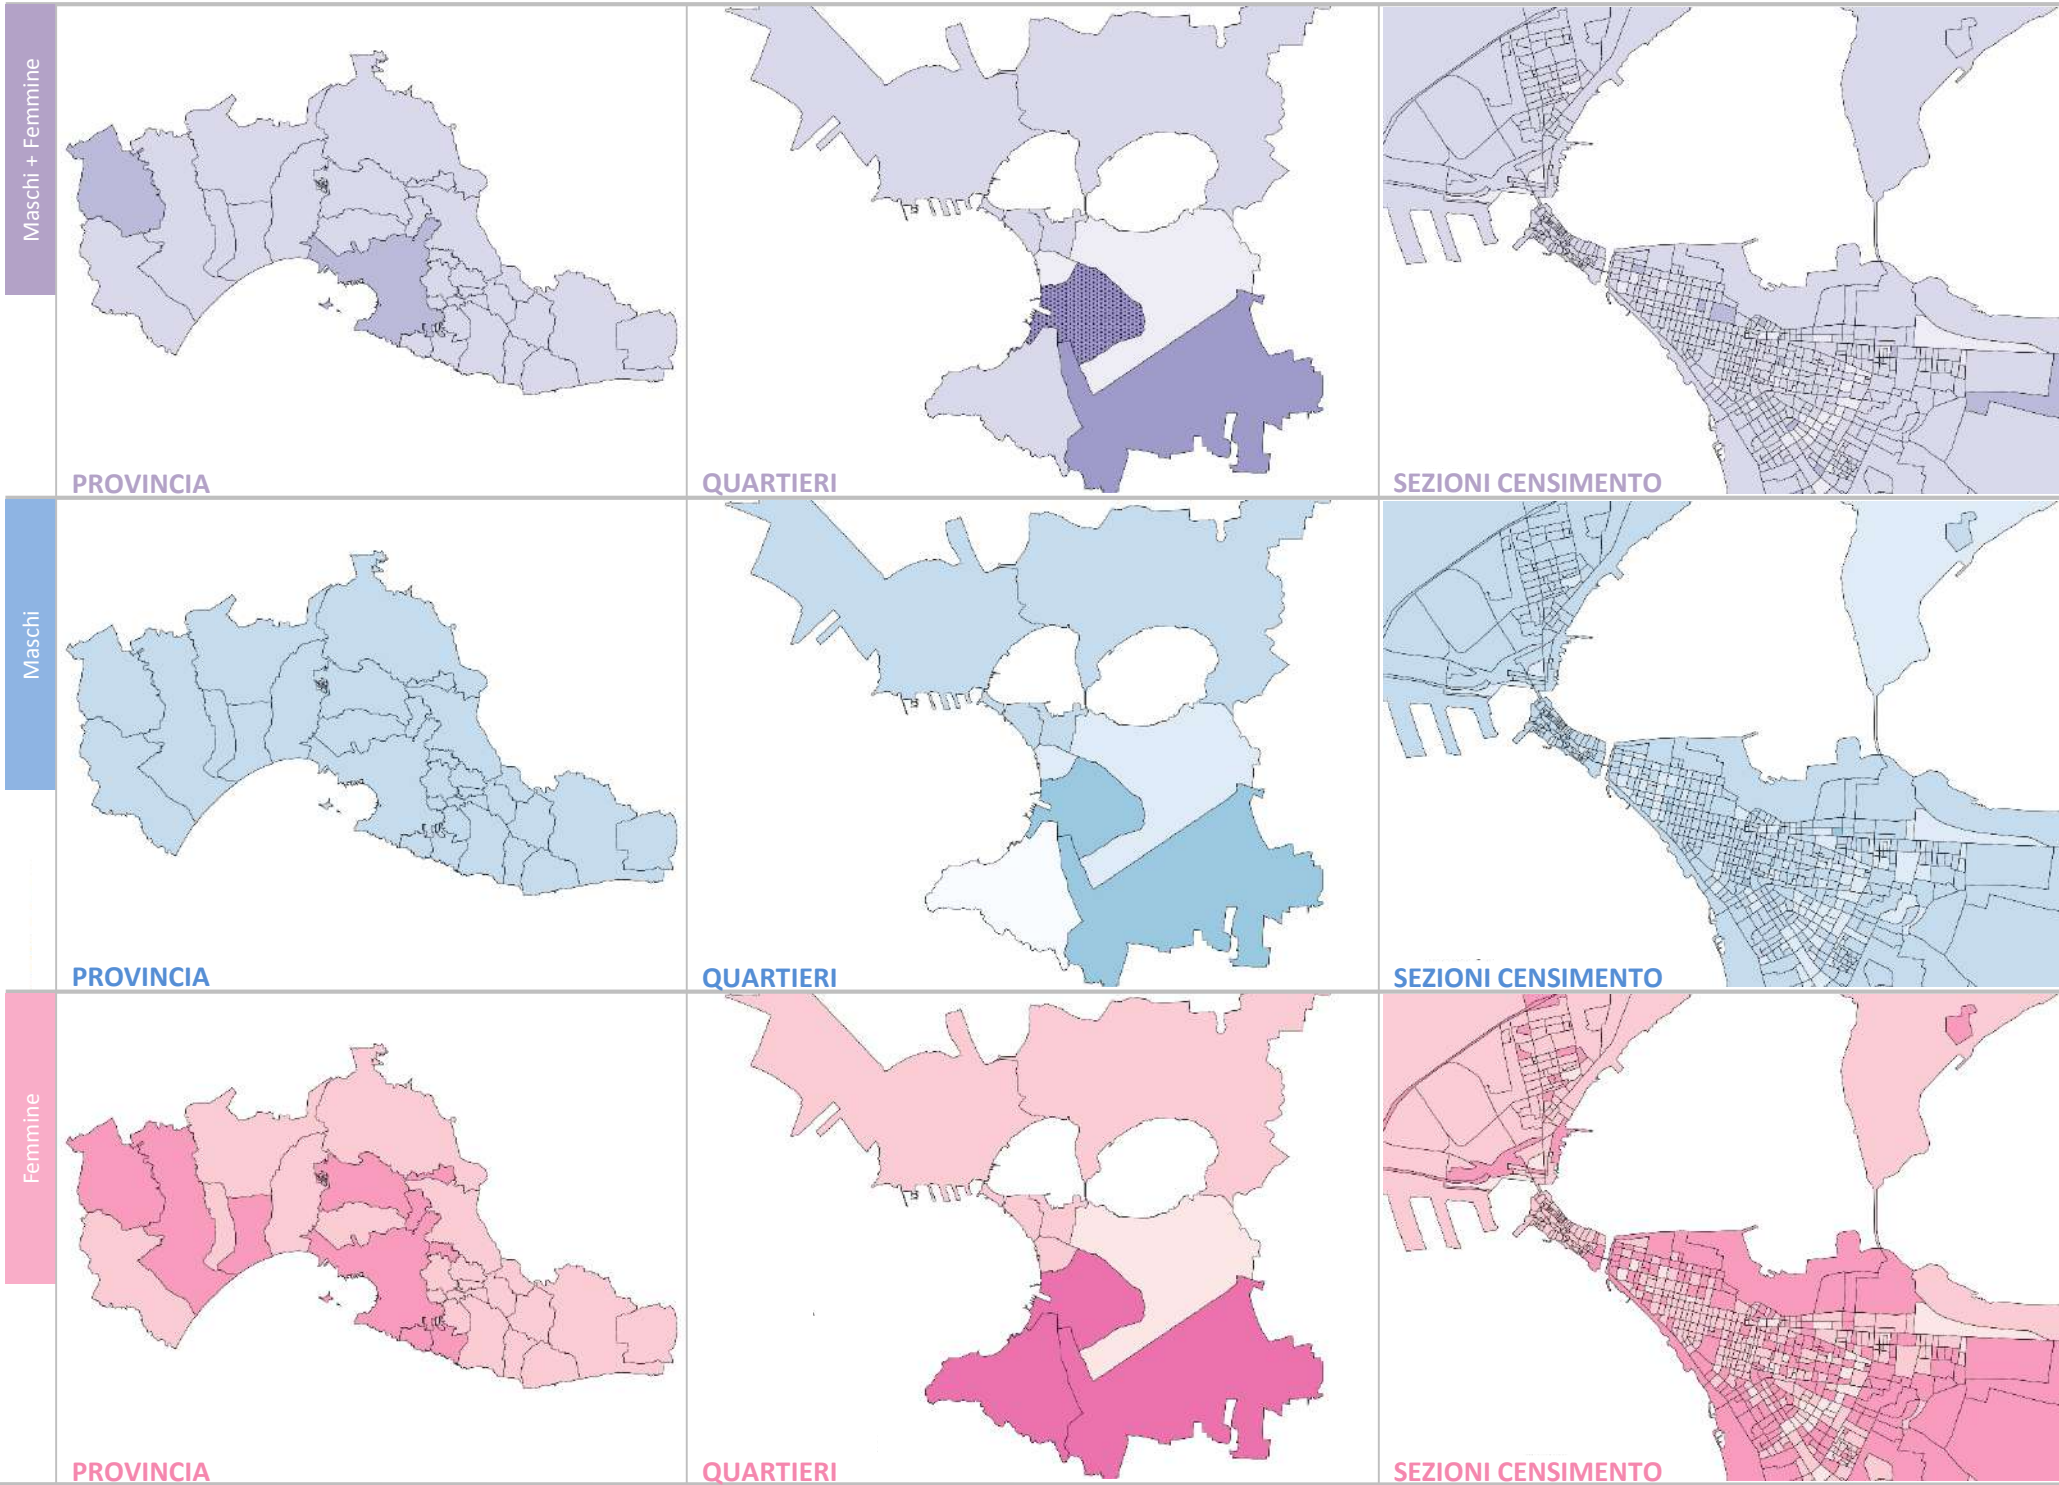 Maschi + Femmine
PROVINCIA
QUARTIERI
SEZIONI CENSIMENTO
Maschi
PROVINCIA
QUARTIERI
SEZIONI CENSIMENTO
Femmine
PROVINCIA
QUARTIERI
SEZIONI CENSIMENTO